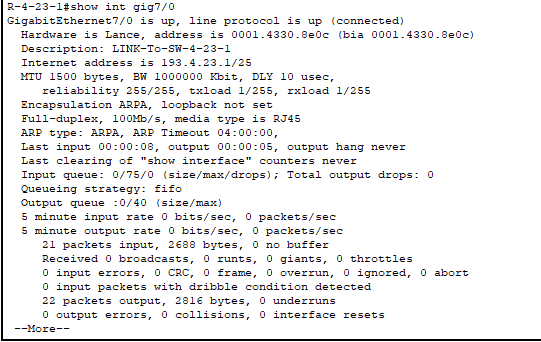 R-4-23-1#show int gig7/0
GigabitEthernet7/0 is up, line protocol is up (connected)
Hardware is Lance, address is 0001.4330.8e0c (bia 0001.4330.8e0c)
Description: LINK-To-SW-4-23-1
Internet address is 193.4.23.1/25
MTU 1500 bytes, BW 1000000 Kbit, DLY 10 usec,
reliability 255/255, txload 1/255, rxload 1/255
Encapsulation ARPA, loopback not set
Full-duplex, 100Mb/s, media type is RJ45
ARP type: ARPA, ARP Timeout 04:00:00,
Last input 00:00:08, output 00:00:05, output hang never
Last clearing of "show interface" counters never
Input queue: 0/75/0 (size/max/drops); Total output drops: 0
Queueing strategy: fifo
Output queue :0/40 (size/max)
5 minute input rate 0 bits/sec, 0 packets/sec
5 minute output rate 0 bits/sec, 0 packets/sec
21 packets input, 2688 bytes, 0 no buffer
Received 0 broadcasts, 0 runts, 0 giants, 0 throttles
0 input errors, 0 CRC, 0 frame, 0 overrun, 0 ignored, 0 abort
0 input packets with dribble condition detected
22 packets output, 2816 bytes, 0 underruns
0 output errors, 0 collisions, 0 interface resets
--More--